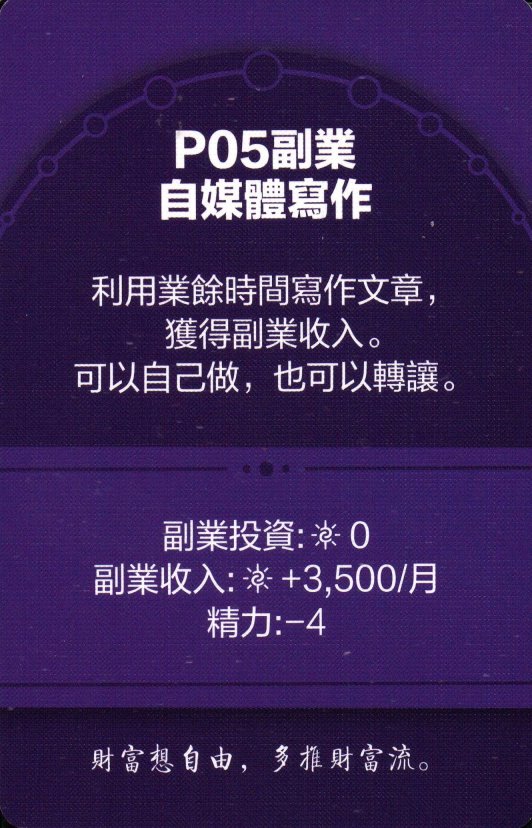 P05副業
自媒體寫作
利用業餘時間寫作文章，
獲得副業收入。
可以自己做，也可以轉讓。
副業投資: 0
副業收入: +3,500/月
精力:-4
財富想自由，多推財富流。